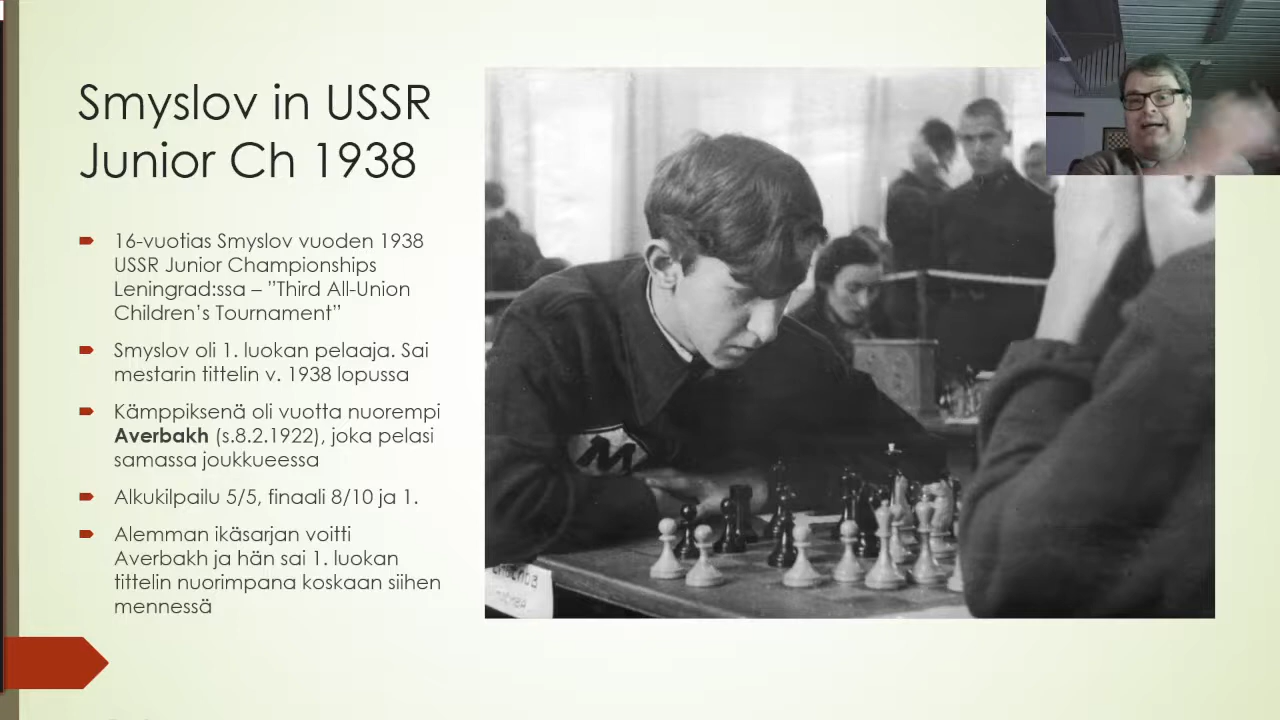 Smyslov in USSR
Junior Ch 1938
16-vuotias Smyslov vuoden 1938
USSR Junior Championships
Leningrad:ssa – ”Third All-Union
Children’s Tournament”
Smyslov oli 1. luokan pelaaja. Sai
mestarin tittelin v. 1938 lopussa
Kämppiksenä oli vuotta nuorempi
Averbakh (s.8.2.1922), joka pelasi
samassa joukkueessa
Alkukilpailu 5/5, finaali 8/10 ja 1.
Alemman ikäsarjan voitti
Averbakh ja hän sai 1. luokan
tittelin nuorimpana koskaan siihen
mennessä
M